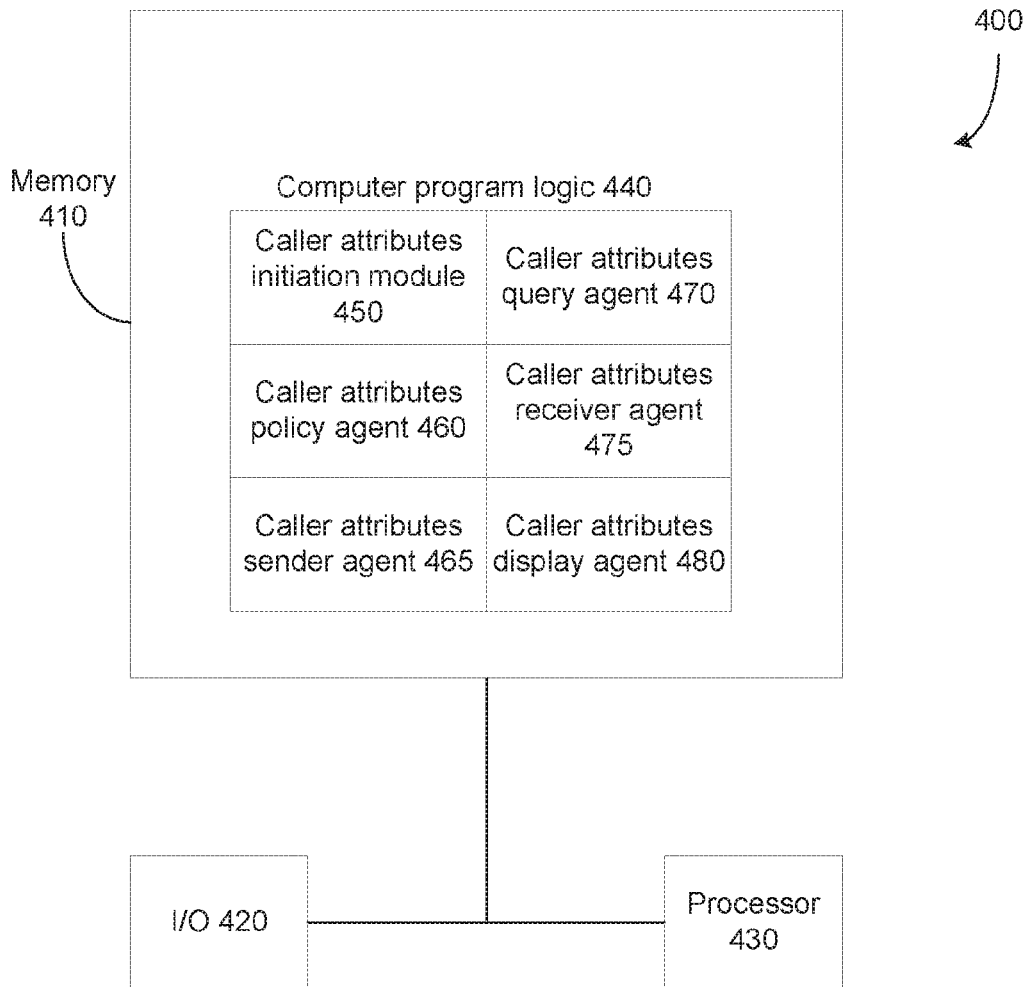 400
Memory
410
Computer program logic 440
Caller attributes
initiation module
450
Caller attributes
query agent 470
Caller attributes
policy agent 460
Caller attributes
receiver agent
475
Caller attributes
sender agent 465
Caller attributes
display agent 480
I/O 420
Processor
430